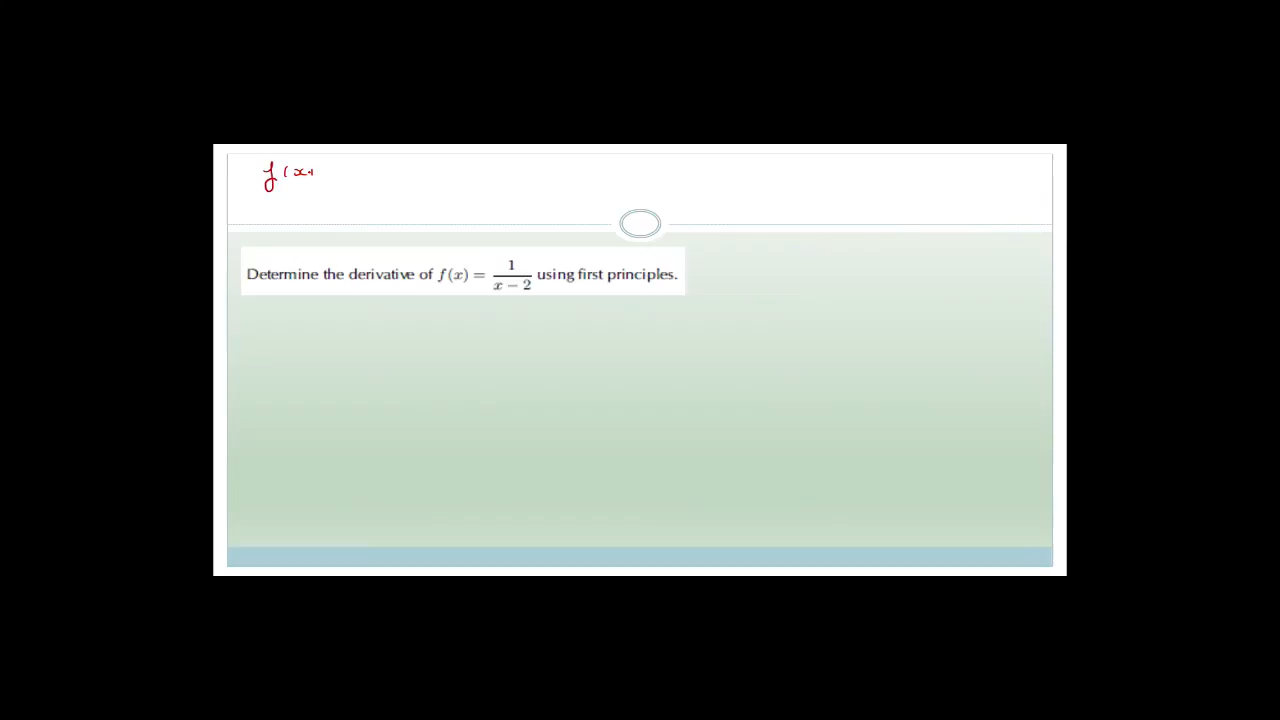 f(x+
Determine the derivative of f(x) = 1/(x − 2) using first principles.